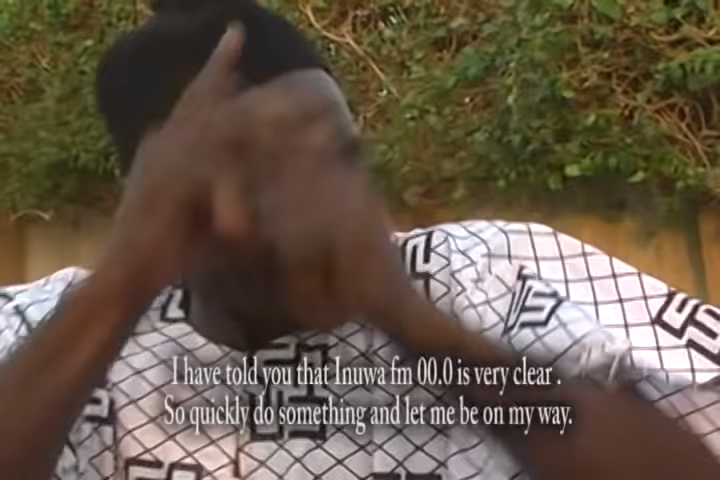 I have told you that Inuwa fm 00.0 is very clear .
So quickly do something and let me be on my way.